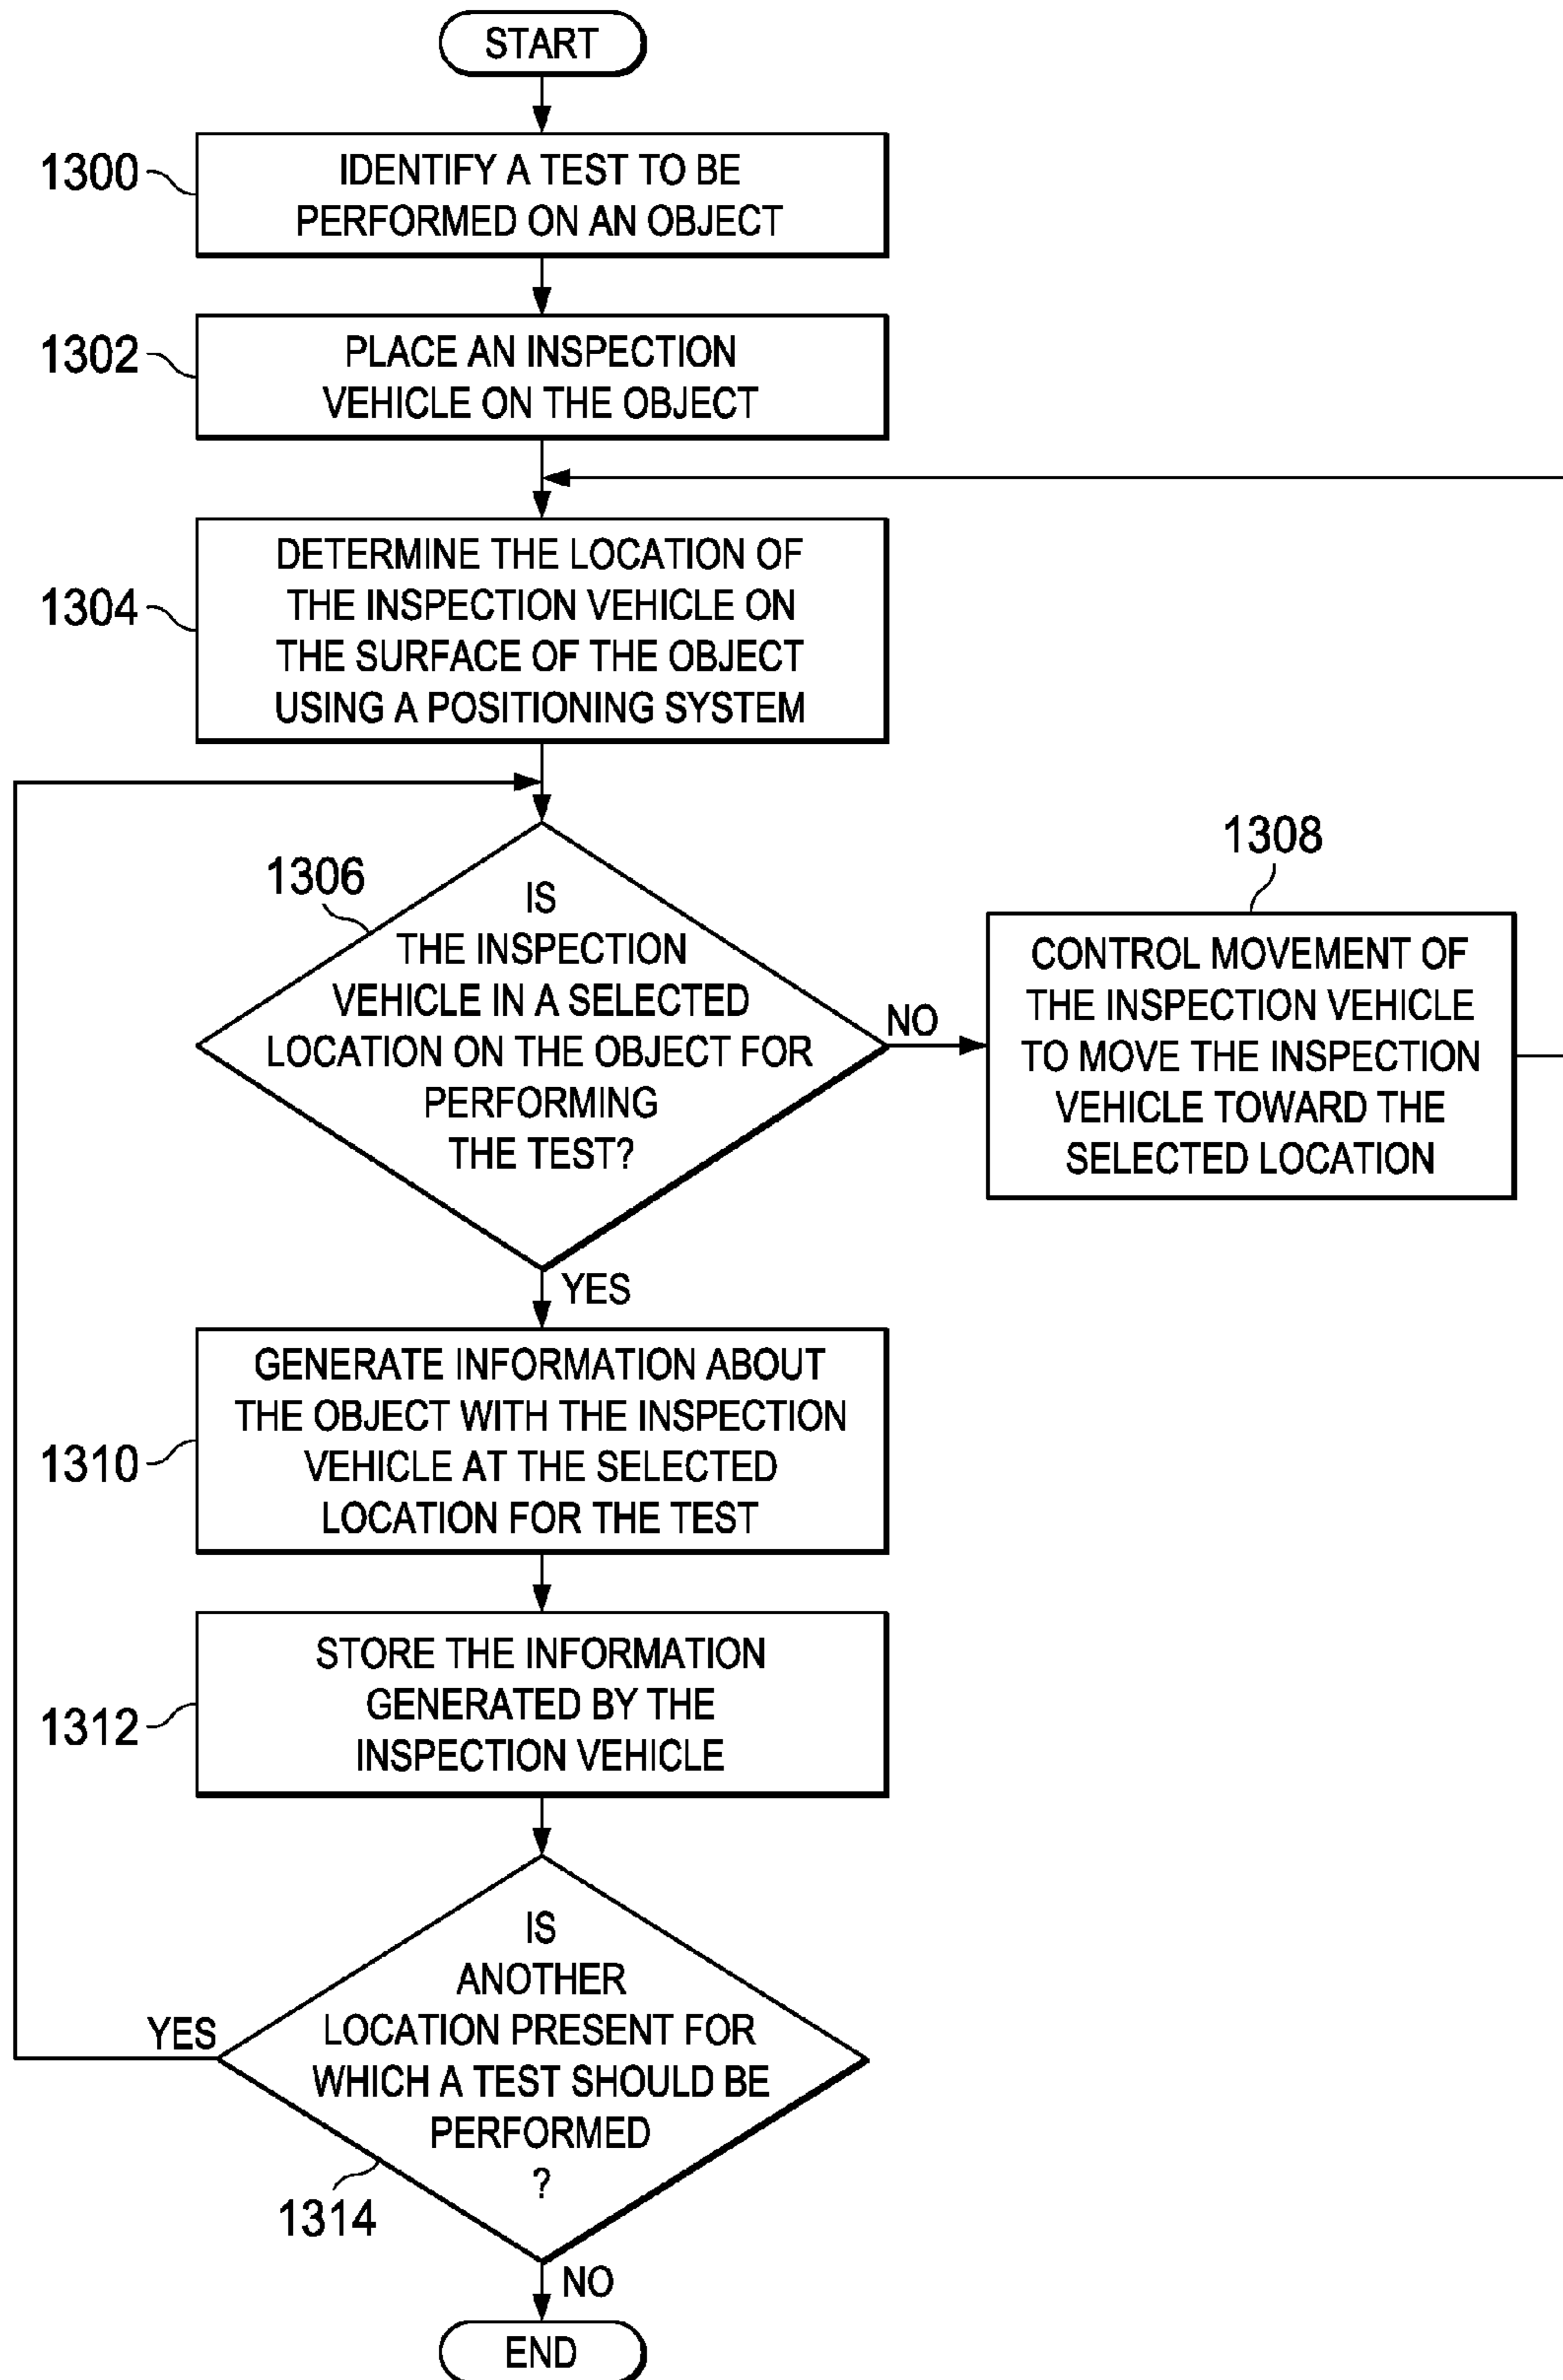 START
1300
IDENTIFY A TEST TO BE
PERFORMED ON AN OBJECT
1302
PLACE AN INSPECTION
VEHICLE ON THE OBJECT
1304
DETERMINE THE LOCATION OF
THE INSPECTION VEHICLE ON
THE SURFACE OF THE OBJECT
USING A POSITIONING SYSTEM
1306
IS
THE INSPECTION
VEHICLE IN A SELECTED
LOCATION ON THE OBJECT FOR
PERFORMING
THE TEST?
NO
1308
CONTROL MOVEMENT OF
THE INSPECTION VEHICLE
TO MOVE THE INSPECTION
VEHICLE TOWARD THE
SELECTED LOCATION
YES
1310
GENERATE INFORMATION ABOUT
THE OBJECT WITH THE INSPECTION
VEHICLE AT THE SELECTED
LOCATION FOR THE TEST
1312
STORE THE INFORMATION
GENERATED BY THE
INSPECTION VEHICLE
IS
ANOTHER
LOCATION PRESENT FOR
WHICH A TEST SHOULD BE
PERFORMED
?
YES
1314
NO
END